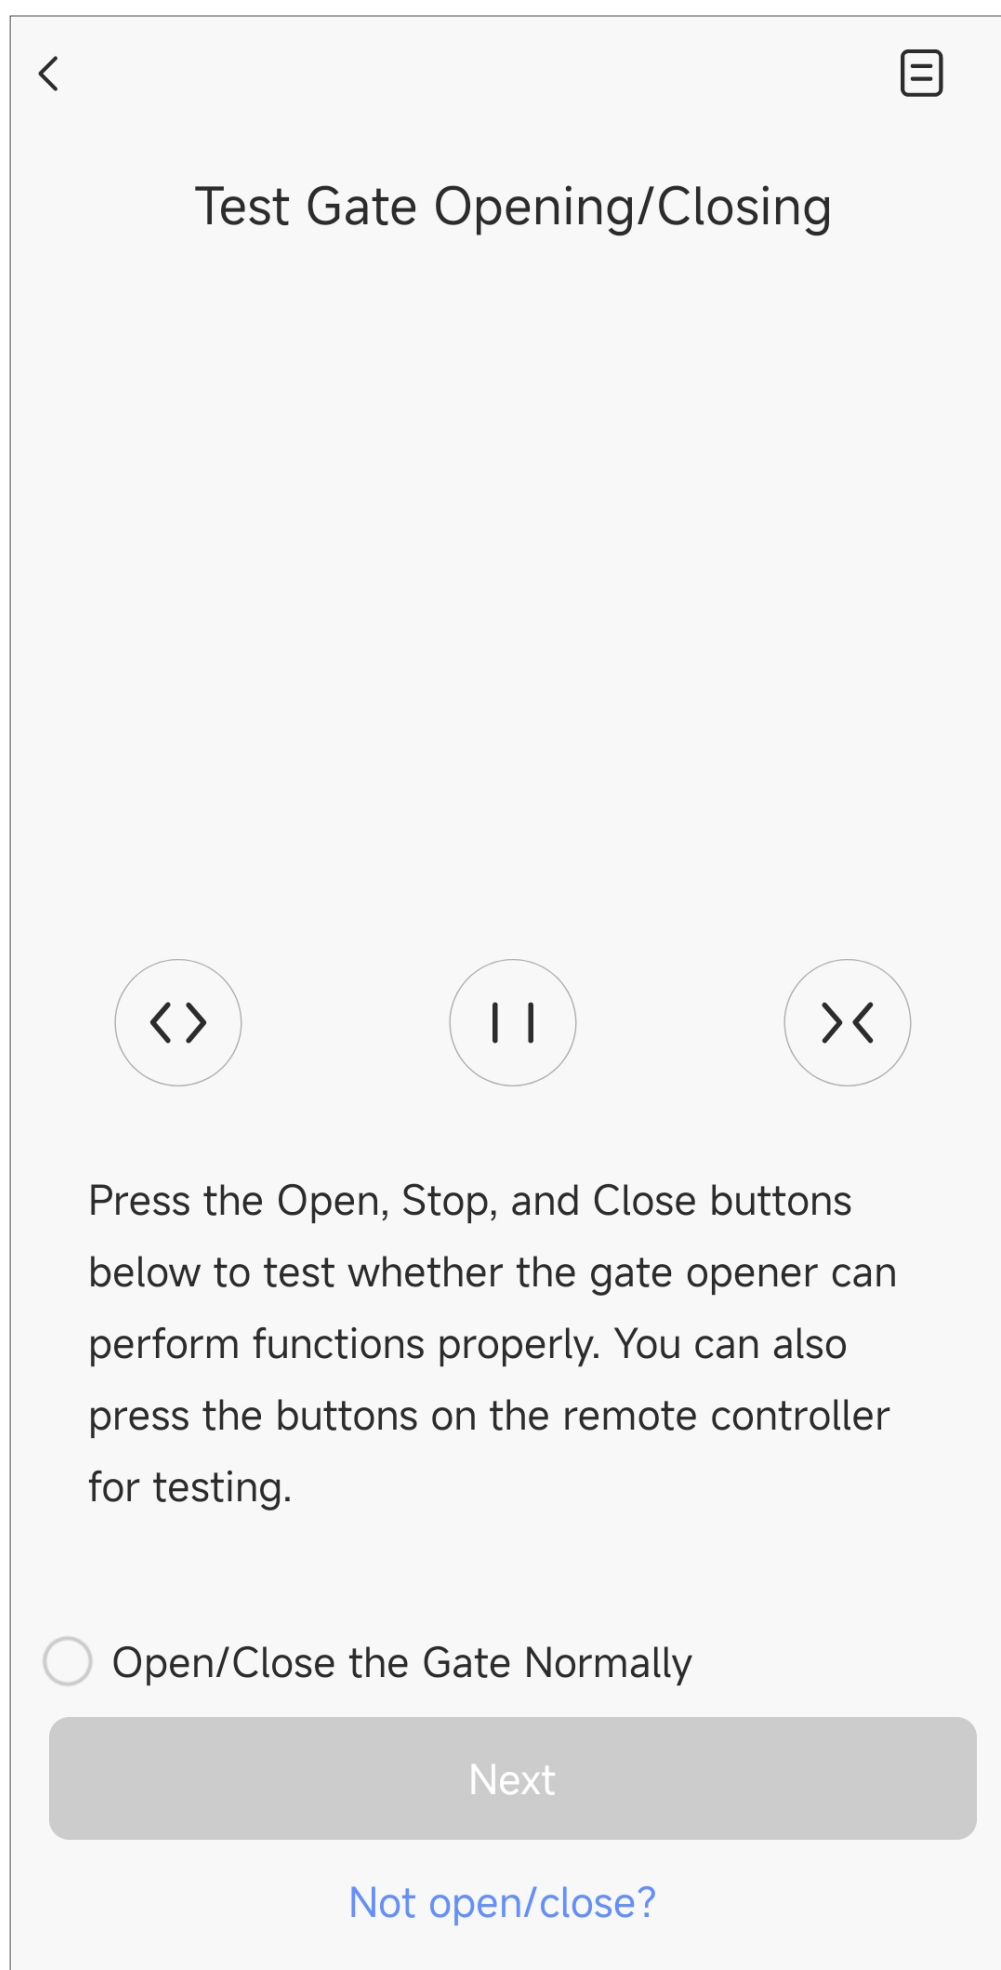 Test Gate Opening/Closing
Press the Open, Stop, and Close buttons
below to test whether the gate opener can
perform functions properly. You can also
press the buttons on the remote controller
for testing.
Open/Close the Gate Normally
Next
Not open/close?